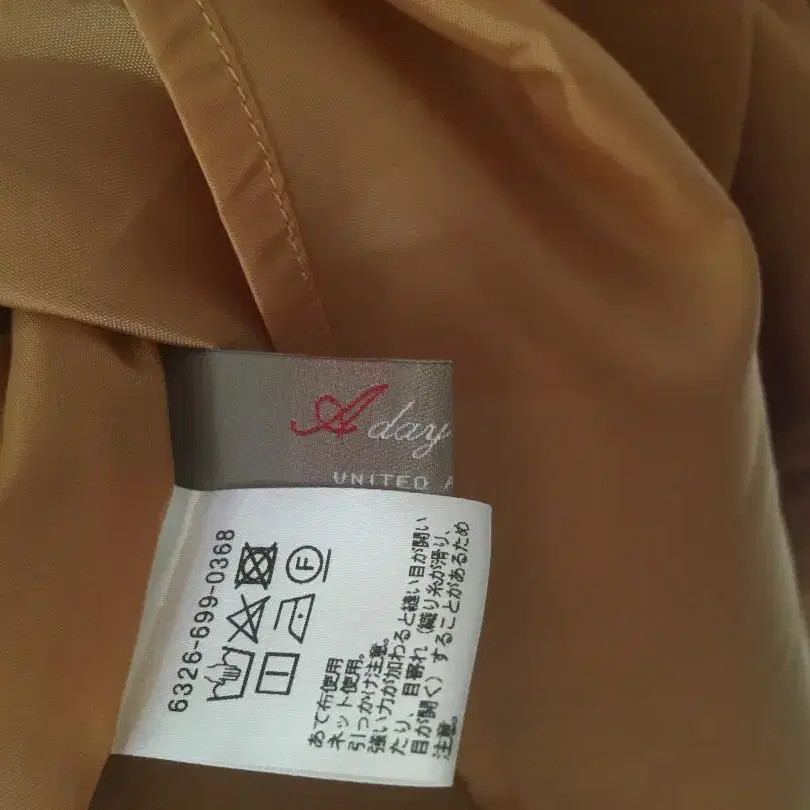 A day
UNITED A
6326-699-0368
F
あて布使用
ネット使用。
引っかけ注意。
強い力が加わると縫い目が開い
たり、目寄れ（織り糸が滑り、
目が開く）することがあるため
注意。